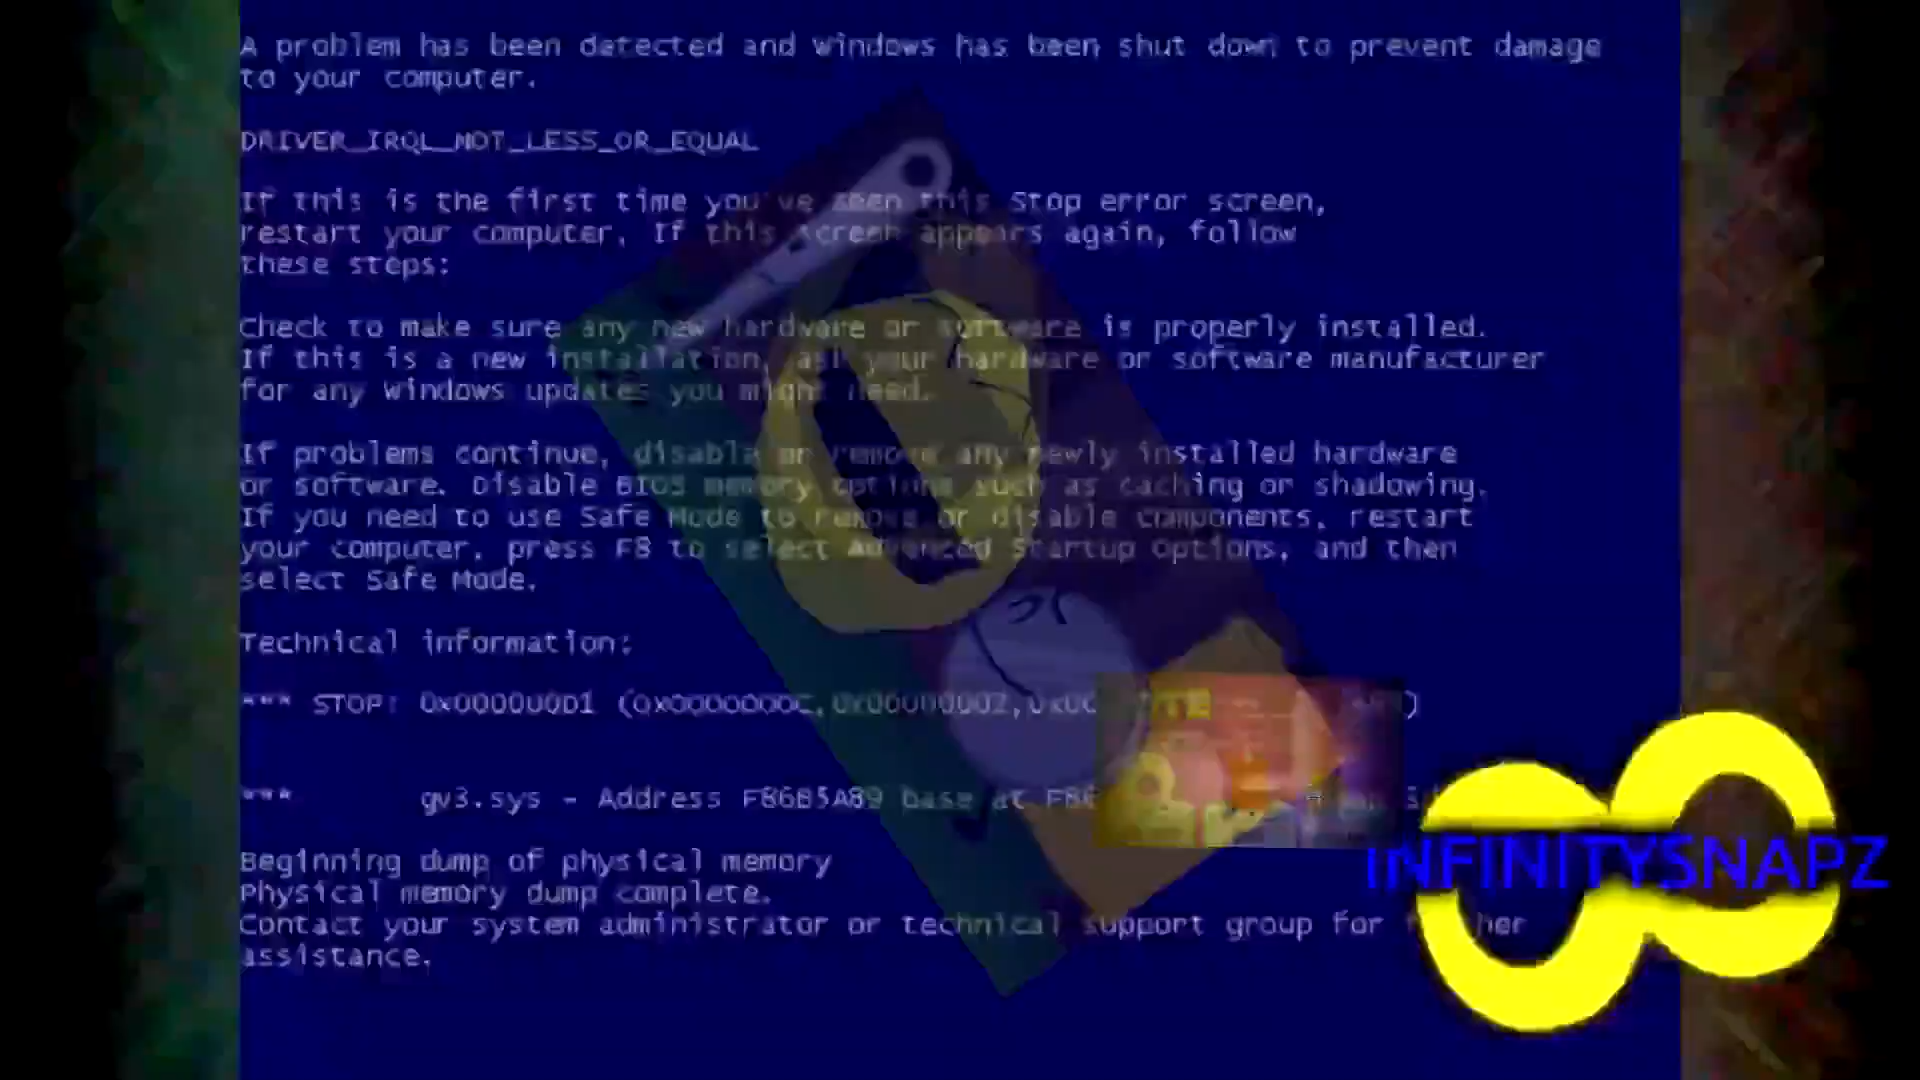 A problem has been detected and Windows has been shut down to prevent damage
to your computer.
DRIVER_IRQL_NOT_LESS_OR_EQUAL
If this is the first time you've seen this Stop error screen,
restart your computer. If this screen appears again, follow
these steps:
Check to make sure any new hardware or software is properly installed.
If this is a new installation, ask your hardware or software manufacturer
for any Windows updates you might need.
If problems continue, disable or remove any newly installed hardware
or software. Disable BIOS memory options such as caching or shadowing.
If you need to use Safe Mode to remove or disable components, restart
your computer, press F8 to select Advanced Startup Options, and then
select Safe Mode.
Technical information:
*** STOP: 0x000000D1 (0x0000000C,0x00000002,0x00
*** gv3.sys - Address F86B5A89 base at F86
Beginning dump of physical memory
Physical memory dump complete.
Contact your system administrator or technical support group for further
assistance.
INFINITYSNAPZ